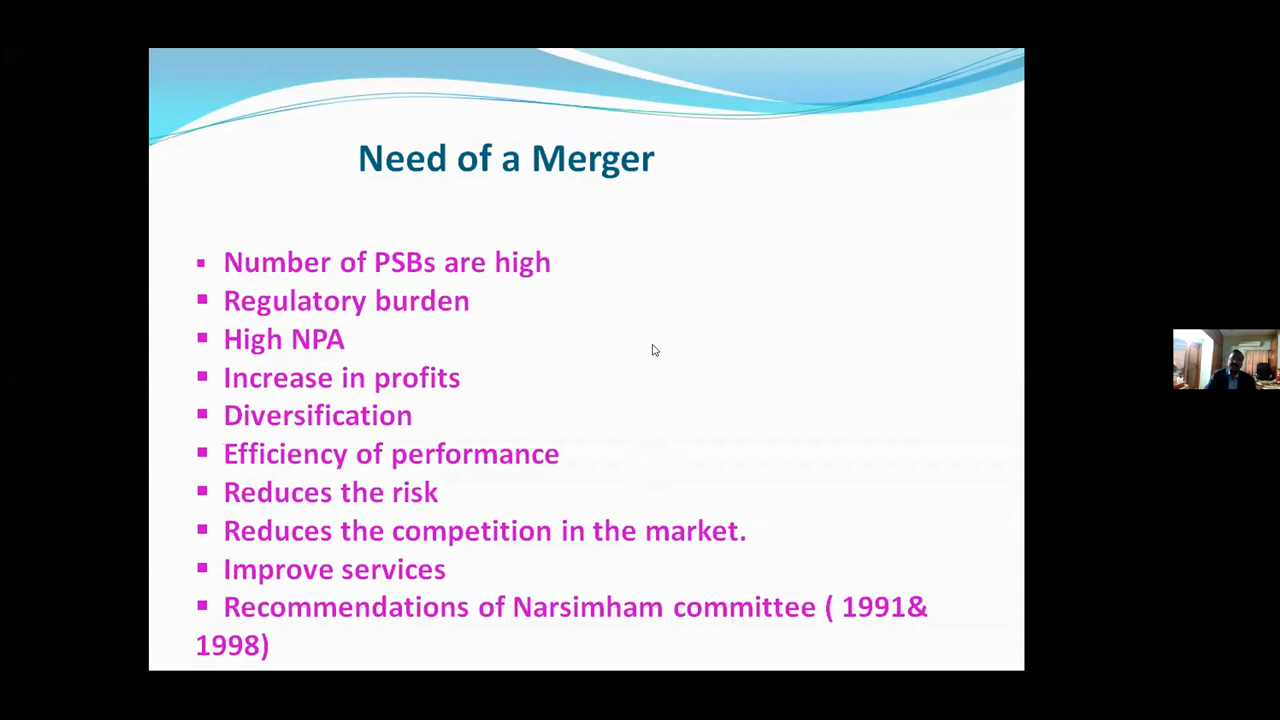 Need of a Merger
▪ Number of PSBs are high
▪ Regulatory burden
▪ High NPA
▪ Increase in profits
▪ Diversification
▪ Efficiency of performance
▪ Reduces the risk
▪ Reduces the competition in the market.
▪ Improve services
▪ Recommendations of Narsimham committee ( 1991&
1998)